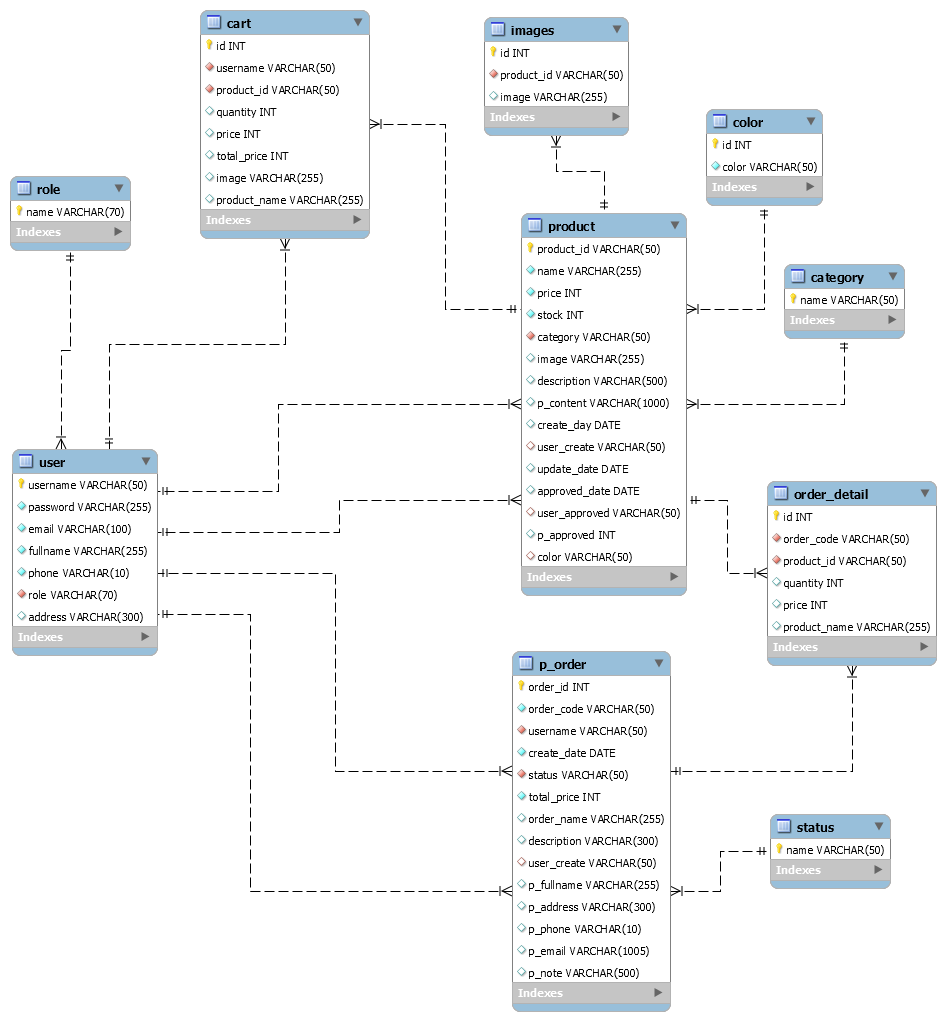 cart
id INT
username VARCHAR(50)
product_id VARCHAR(50)
quantity INT
price INT
total_price INT
image VARCHAR(255)
product_name VARCHAR(255)
Indexes
images
id INT
product_id VARCHAR(50)
image VARCHAR(255)
Indexes
color
id INT
color VARCHAR(50)
Indexes
role
name VARCHAR(70)
Indexes
product
product_id VARCHAR(50)
name VARCHAR(255)
price INT
stock INT
category VARCHAR(50)
image VARCHAR(255)
description VARCHAR(500)
p_content VARCHAR(1000)
create_day DATE
user_create VARCHAR(50)
update_date DATE
approved_date DATE
user_approved VARCHAR(50)
p_approved INT
color VARCHAR(50)
Indexes
category
name VARCHAR(50)
Indexes
user
username VARCHAR(50)
password VARCHAR(255)
email VARCHAR(100)
fullname VARCHAR(255)
phone VARCHAR(10)
role VARCHAR(70)
address VARCHAR(300)
Indexes
order_detail
id INT
order_code VARCHAR(50)
product_id VARCHAR(50)
quantity INT
price INT
product_name VARCHAR(255)
Indexes
p_order
order_id INT
order_code VARCHAR(50)
username VARCHAR(50)
create_date DATE
status VARCHAR(50)
total_price INT
order_name VARCHAR(255)
description VARCHAR(300)
user_create VARCHAR(50)
p_fullname VARCHAR(255)
p_address VARCHAR(300)
p_phone VARCHAR(10)
p_email VARCHAR(1005)
p_note VARCHAR(500)
Indexes
status
name VARCHAR(50)
Indexes